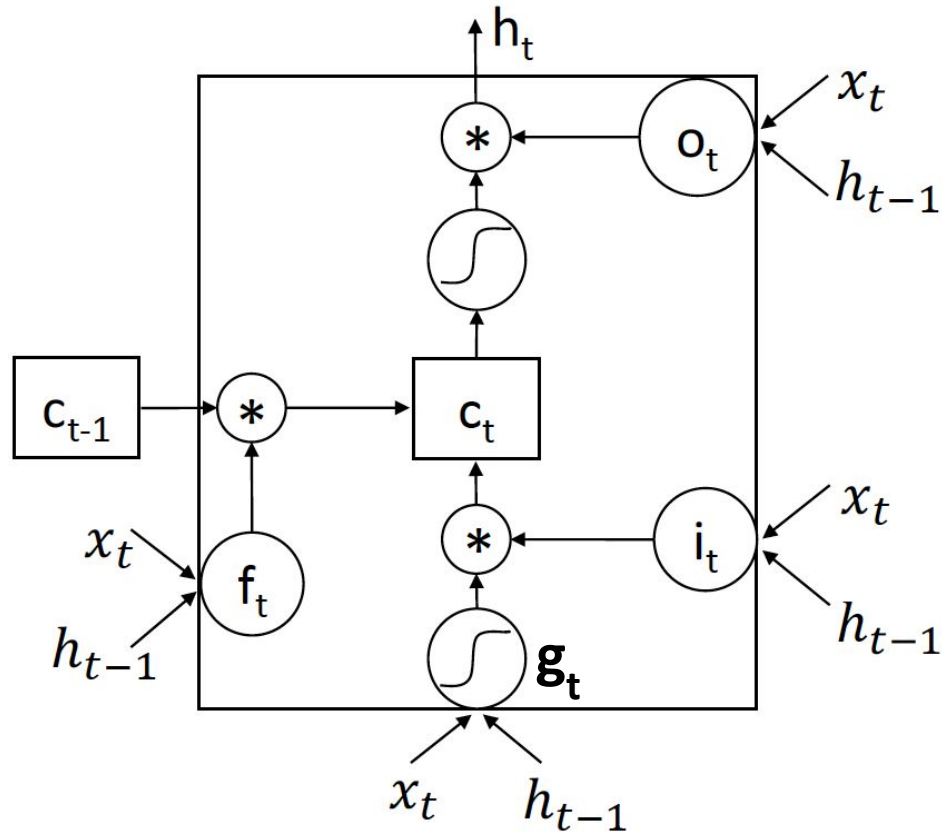 h_t
x_t
* o_t
h_{t-1}
c_{t-1} * c_t
x_t
* i_t
x_t
f_t
h_{t-1}
h_{t-1}
g_t
x_t h_{t-1}